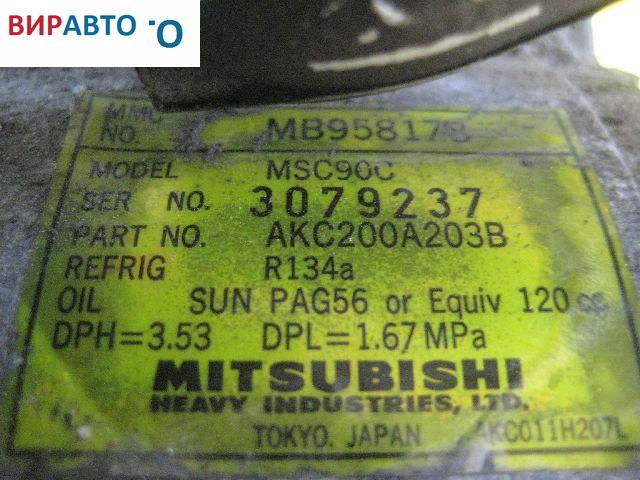 ВИРАВТО
MMC
NO. MB958178
MODEL MSC90C
SER NO. 3079237
PART NO. AKC200A203B
REFRIG R134a
OIL SUN PAG56 or Equiv 120 cc
DPH=3.53 DPL=1.67 MPa
MITSUBISHI
HEAVY INDUSTRIES, LTD.
TOKYO. JAPAN AKC011H207L